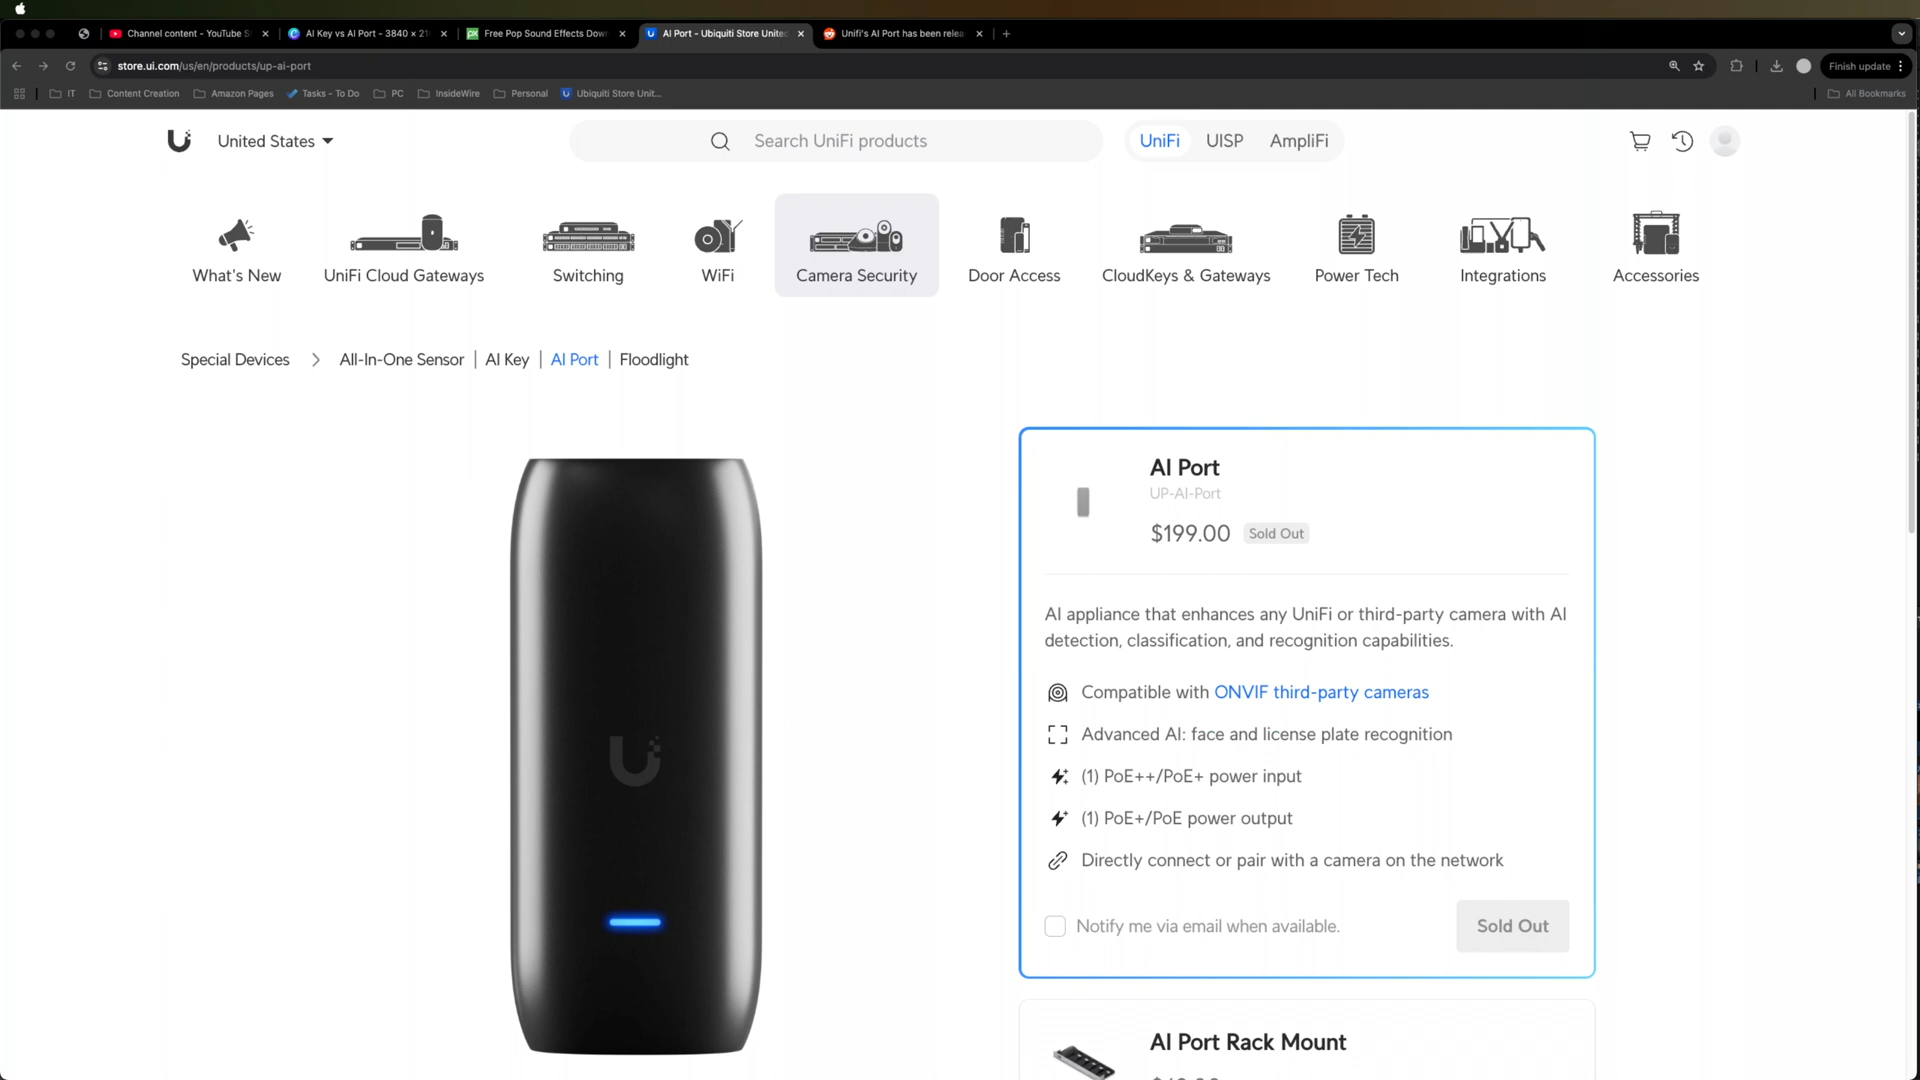 Channel content - YouTube S
AI Key vs AI Port - 3840 × 21
Free Pop Sound Effects Dow
AI Port - Ubiquiti Store United
Unifi's AI Port has been relea
store.ui.com/us/en/products/up-ai-port
Finish update
IT
Content Creation
Amazon Pages
Tasks - To Do
PC
InsideWire
Personal
Ubiquiti Store Unit...
All Bookmarks
United States
Search UniFi products
UniFi
UISP
AmpliFi
What's New
UniFi Cloud Gateways
Switching
WiFi
Camera Security
Door Access
CloudKeys & Gateways
Power Tech
Integrations
Accessories
Special Devices > All-In-One Sensor | AI Key | AI Port | Floodlight
AI Port
UP-AI-Port
$199.00 Sold Out
AI appliance that enhances any UniFi or third-party camera with AI
detection, classification, and recognition capabilities.
Compatible with ONVIF third-party cameras
Advanced AI: face and license plate recognition
(1) PoE++/PoE+ power input
(1) PoE+/PoE power output
Directly connect or pair with a camera on the network
Notify me via email when available.
Sold Out
AI Port Rack Mount